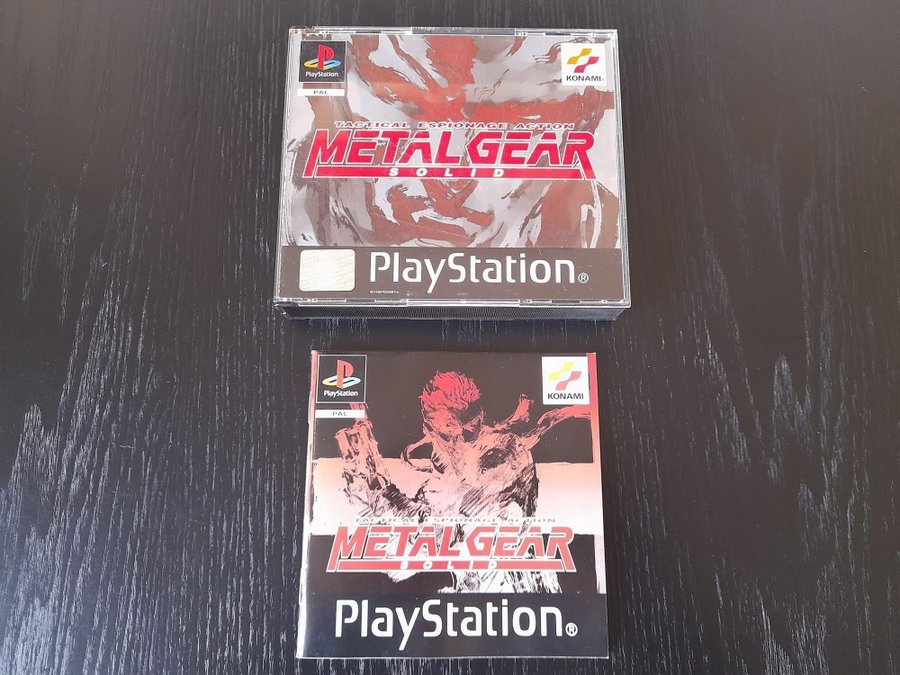 PlayStation
PAL
KONAMI
TACTICAL ESPIONAGE ACTION
METAL GEAR
SOLID
PlayStation®
PlayStation
PAL
KONAMI
TACTICAL ESPIONAGE ACTION
METAL GEAR
SOLID
PlayStation®